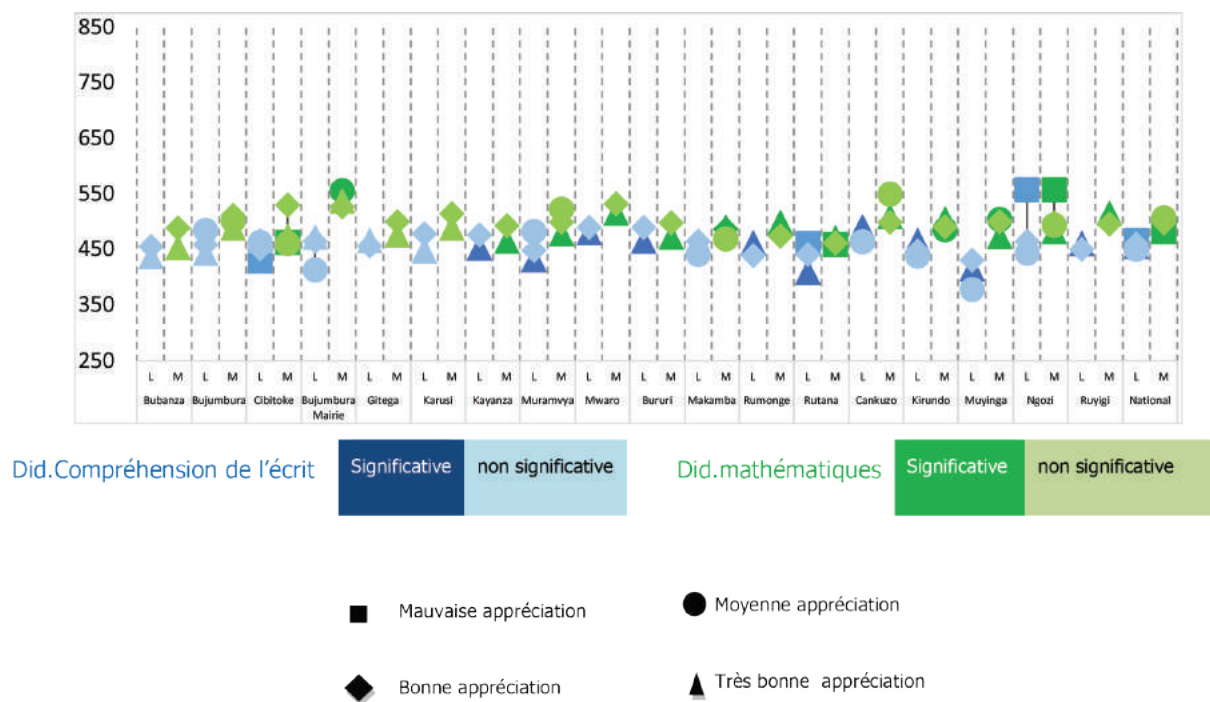 850
750
650
550
450
350
250
L M L M L M L M L M L M L M L M L M L M L M L M L M L M L M L M L M L M L M
Bubanza Bujumbura Cibitoke Bujumbura Mairie Gitega Karusi Kayanza Muramvya Mwaro Bururi Makamba Rumonge Rutana Cankuzo Kirundo Muyinga Ngozi Ruyigi National
Did.Compréhension de l'écrit Significative non significative Did.mathématiques Significative non significative
Mauvaise appréciation Moyenne appréciation
Bonne appréciation Très bonne appréciation